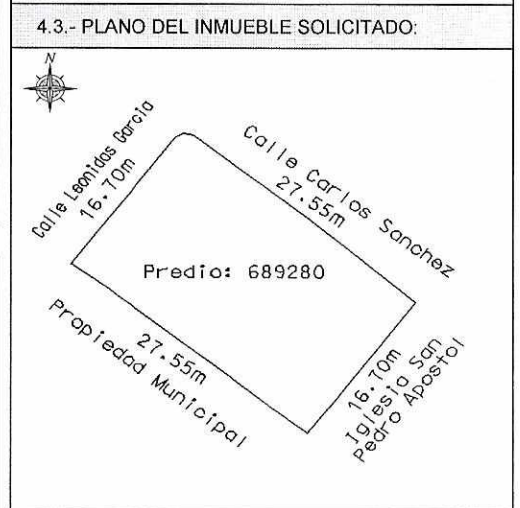 4.3.- PLANO DEL INMUEBLE SOLICITADO:
N
Calle Leonidas Garcia
16.70m
Calle Carlos Sanchez
27.55m
Predio: 689280
27.55m
Propiedad Municipal
16.70m
Iglesia San
Pedro Apostol